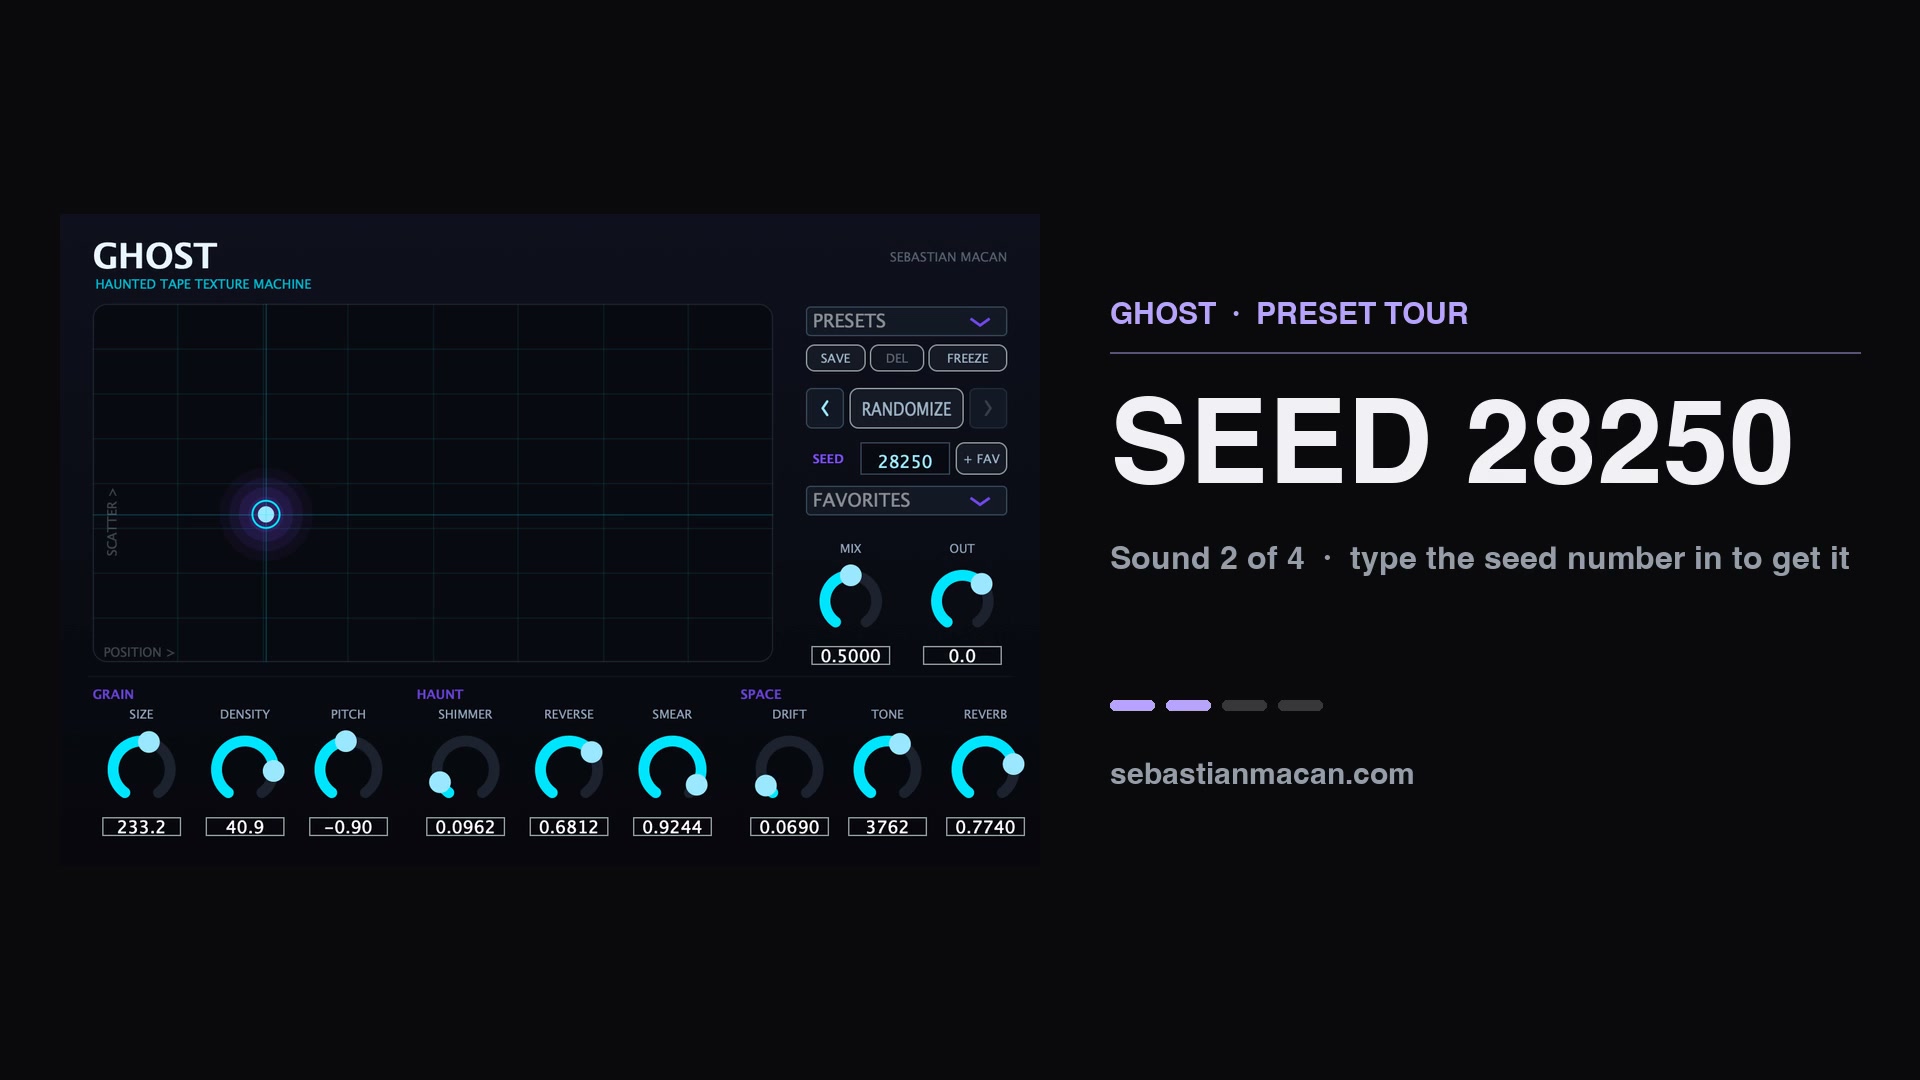 GHOST
SEBASTIAN MACAN
HAUNTED TAPE TEXTURE MACHINE
SCATTER >
POSITION >
PRESETS
SAVE DEL FREEZE
< RANDOMIZE >
SEED 28250 + FAV
FAVORITES
MIX OUT
0.5000 0.0
GRAIN HAUNT SPACE
SIZE DENSITY PITCH SHIMMER REVERSE SMEAR DRIFT TONE REVERB
233.2 40.9 −0.90 0.0962 0.6812 0.9244 0.0690 3762 0.7740
GHOST · PRESET TOUR
SEED 28250
Sound 2 of 4 · type the seed number in to get it
sebastianmacan.com